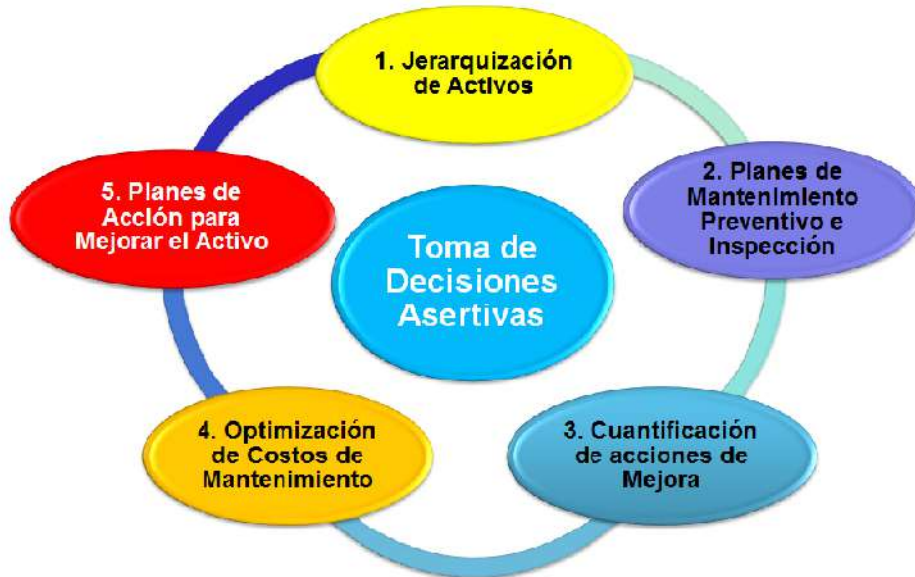 1. Jerarquización
de Activos
2. Planes de
Mantenimiento
Preventivo e
Inspección
3. Cuantificación
de acciones de
Mejora
4. Optimización
de Costos de
Mantenimiento
5. Planes de
Acción para
Mejorar el Activo
Toma de
Decisiones
Asertivas